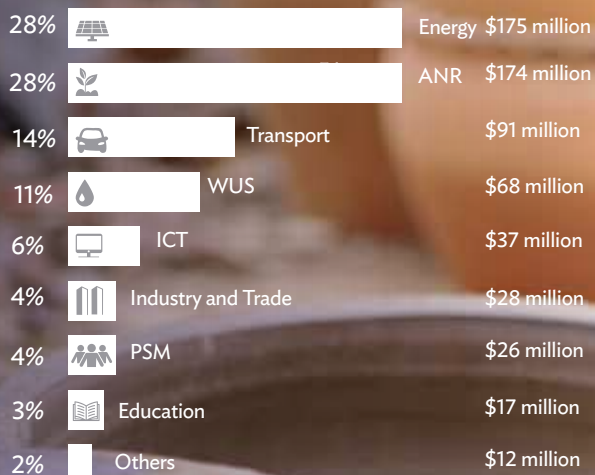 28% Energy $175 million
28% ANR $174 million
14% Transport $91 million
11% WUS $68 million
6% ICT $37 million
4% Industry and Trade $28 million
4% PSM $26 million
3% Education $17 million
2% Others $12 million